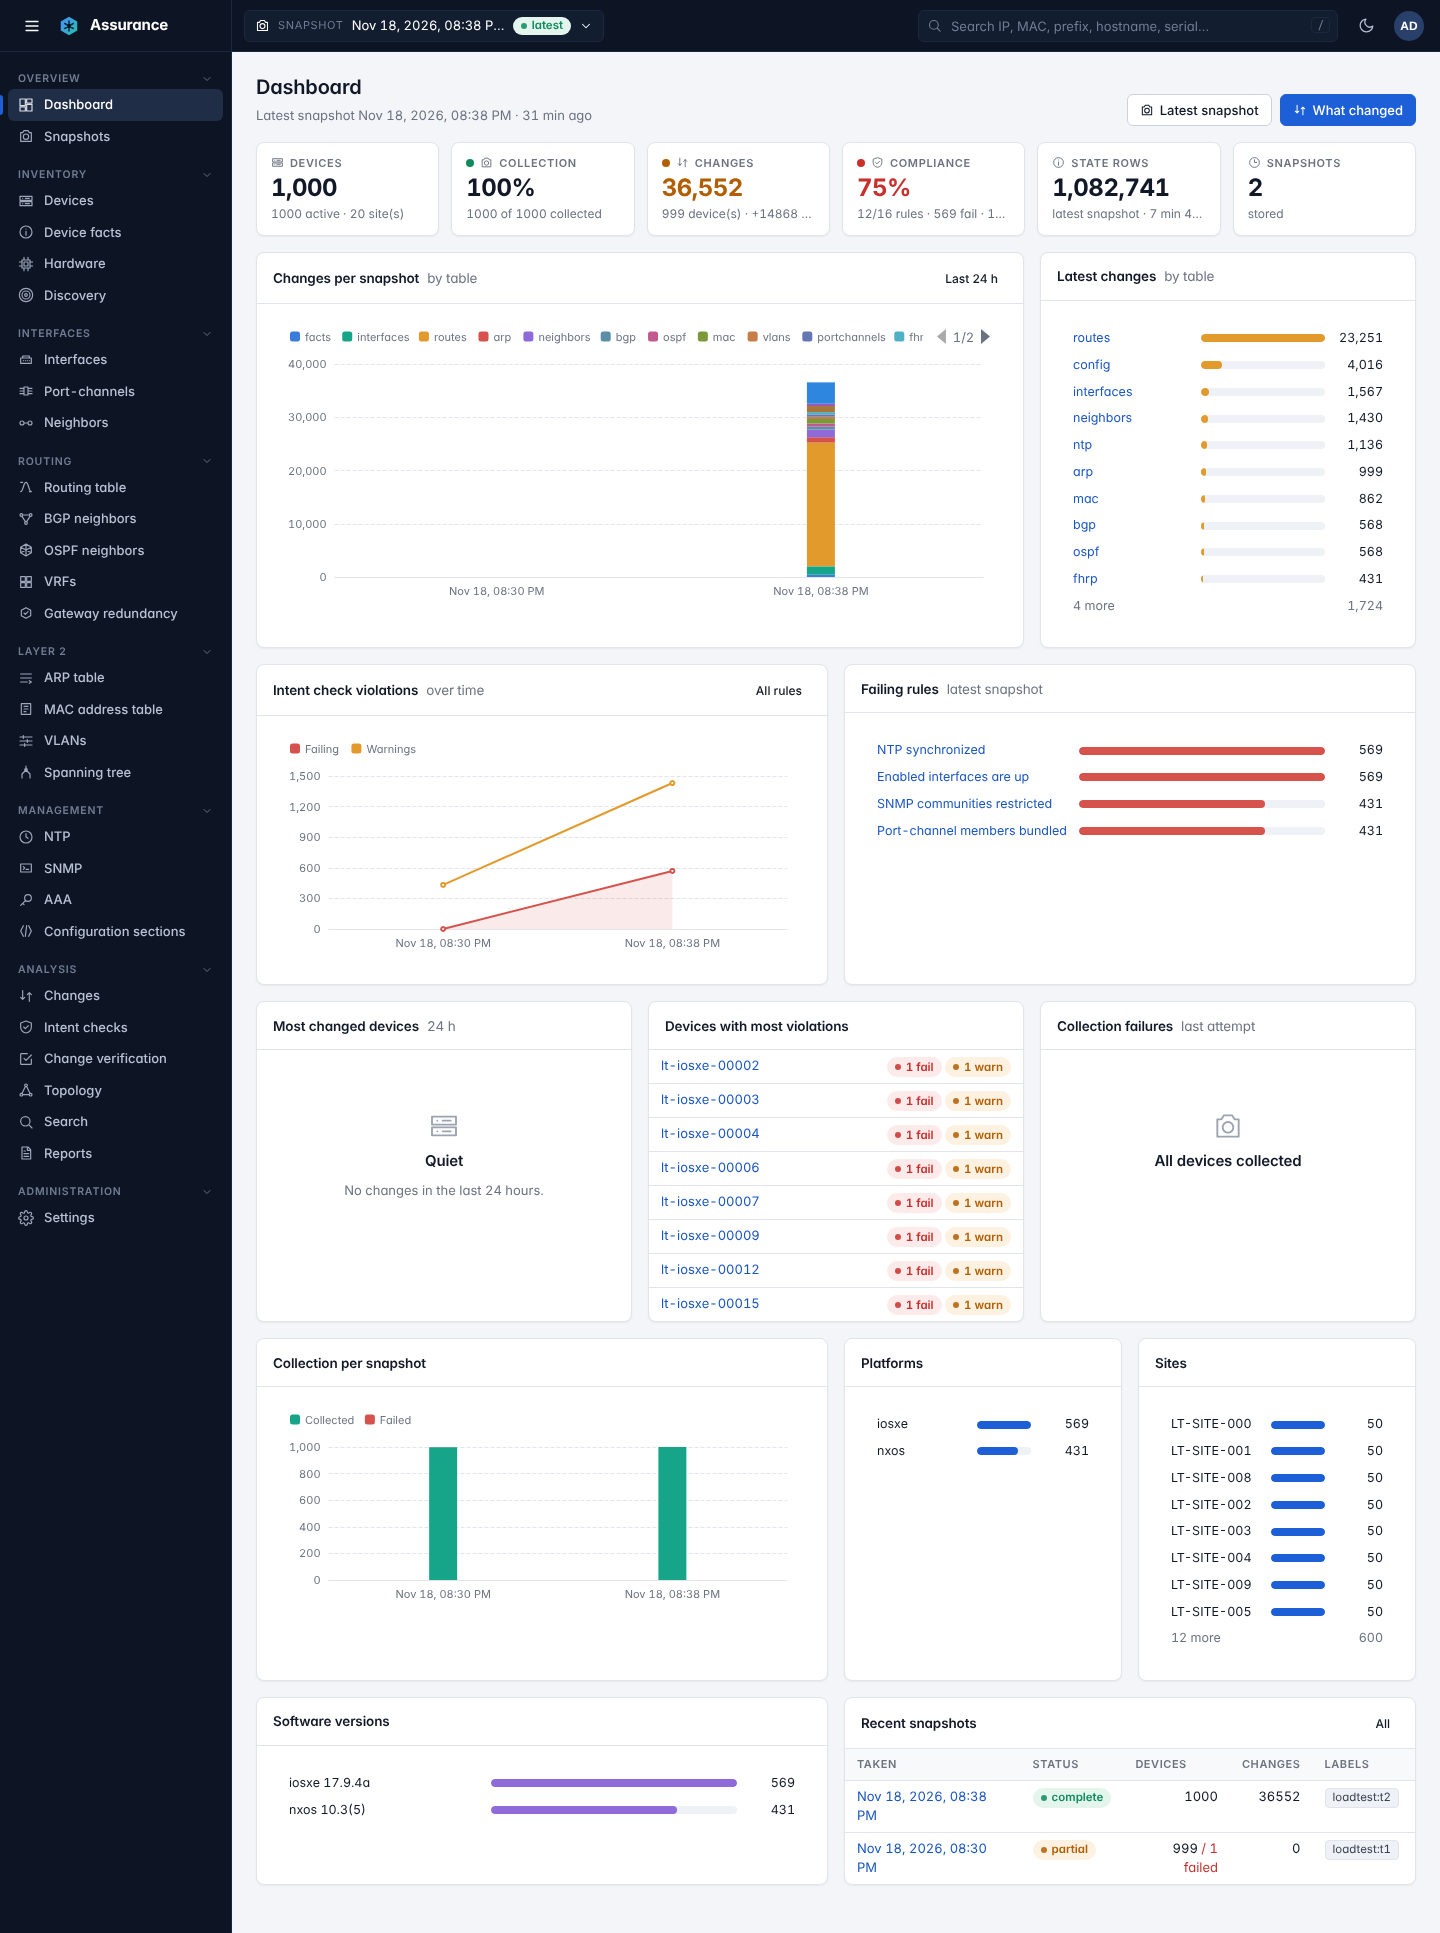 Assurance
SNAPSHOT Nov 18, 2026, 08:38 P... latest
Search IP, MAC, prefix, hostname, serial... /
AD
OVERVIEW
Dashboard
Snapshots
INVENTORY
Devices
Device facts
Hardware
Discovery
INTERFACES
Interfaces
Port-channels
Neighbors
ROUTING
Routing table
BGP neighbors
OSPF neighbors
VRFs
Gateway redundancy
LAYER 2
ARP table
MAC address table
VLANs
Spanning tree
MANAGEMENT
NTP
SNMP
AAA
Configuration sections
ANALYSIS
Changes
Intent checks
Change verification
Topology
Search
Reports
ADMINISTRATION
Settings
Dashboard
Latest snapshot Nov 18, 2026, 08:38 PM · 31 min ago
Latest snapshot
What changed
DEVICES
1,000
1000 active · 20 site(s)
COLLECTION
100%
1000 of 1000 collected
CHANGES
36,552
999 device(s) · +14868 ...
COMPLIANCE
75%
12/16 rules · 569 fail · 1...
STATE ROWS
1,082,741
latest snapshot · 7 min 4...
SNAPSHOTS
2
stored
Changes per snapshot by table
Last 24 h
facts interfaces routes arp neighbors bgp ospf mac vlans portchannels fhr 1/2
40,000
30,000
20,000
10,000
0
Nov 18, 08:30 PM
Nov 18, 08:38 PM
Latest changes by table
routes 23,251
config 4,016
interfaces 1,567
neighbors 1,430
ntp 1,136
arp 999
mac 862
bgp 568
ospf 568
fhrp 431
4 more 1,724
Intent check violations over time
All rules
Failing Warnings
1,500
1,200
900
600
300
0
Nov 18, 08:30 PM
Nov 18, 08:38 PM
Failing rules latest snapshot
NTP synchronized 569
Enabled interfaces are up 569
SNMP communities restricted 431
Port-channel members bundled 431
Most changed devices 24 h
Quiet
No changes in the last 24 hours.
Devices with most violations
lt-iosxe-00002 1 fail 1 warn
lt-iosxe-00003 1 fail 1 warn
lt-iosxe-00004 1 fail 1 warn
lt-iosxe-00006 1 fail 1 warn
lt-iosxe-00007 1 fail 1 warn
lt-iosxe-00009 1 fail 1 warn
lt-iosxe-00012 1 fail 1 warn
lt-iosxe-00015 1 fail 1 warn
Collection failures last attempt
All devices collected
Collection per snapshot
Collected Failed
1,000
800
600
400
200
0
Nov 18, 08:30 PM
Nov 18, 08:38 PM
Platforms
iosxe 569
nxos 431
Sites
LT-SITE-000 50
LT-SITE-001 50
LT-SITE-008 50
LT-SITE-002 50
LT-SITE-003 50
LT-SITE-004 50
LT-SITE-009 50
LT-SITE-005 50
12 more 600
Software versions
iosxe 17.9.4a 569
nxos 10.3(5) 431
Recent snapshots
All
TAKEN STATUS DEVICES CHANGES LABELS
Nov 18, 2026, 08:38 PM complete 1000 36552 loadtest:t2
Nov 18, 2026, 08:30 PM partial 999 / 1 failed 0 loadtest:t1